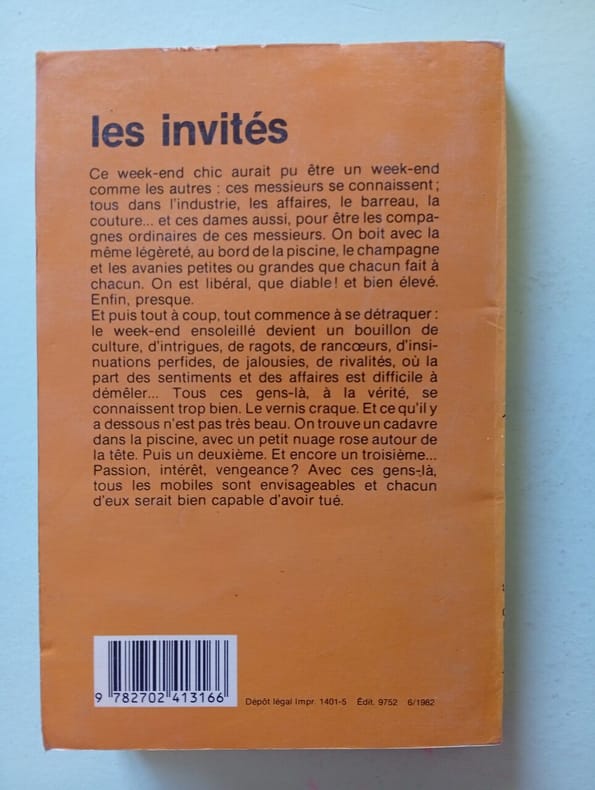 les invités
Ce week-end chic aurait pu être un week-end
comme les autres : ces messieurs se connaissent ;
tous dans l'industrie, les affaires, le barreau, la
couture... et ces dames aussi, pour être les compa-
gnes ordinaires de ces messieurs. On boit avec la
même légèreté, au bord de la piscine, le champagne
et les avanies petites ou grandes que chacun fait à
chacun. On est libéral, que diable ! et bien élevé.
Enfin, presque.
Et puis tout à coup, tout commence à se détraquer :
le week-end ensoleillé devient un bouillon de
culture, d'intrigues, de ragots, de rancœurs, d'insi-
nuations perfides, de jalousies, de rivalités, où la
part des sentiments et des affaires est difficile à
démêler... Tous ces gens-là, à la vérité, se
connaissent trop bien. Le vernis craque. Et ce qu'il y
a dessous n'est pas très beau. On trouve un cadavre
dans la piscine, avec un petit nuage rose autour de
la tête. Puis un deuxième. Et encore un troisième...
Passion, intérêt, vengeance ? Avec ces gens-là,
tous les mobiles sont envisageables et chacun
d'eux serait bien capable d'avoir tué.
9 782702 413166
Dépôt légal Impr. 1401-5 Édit. 9752 6/1982